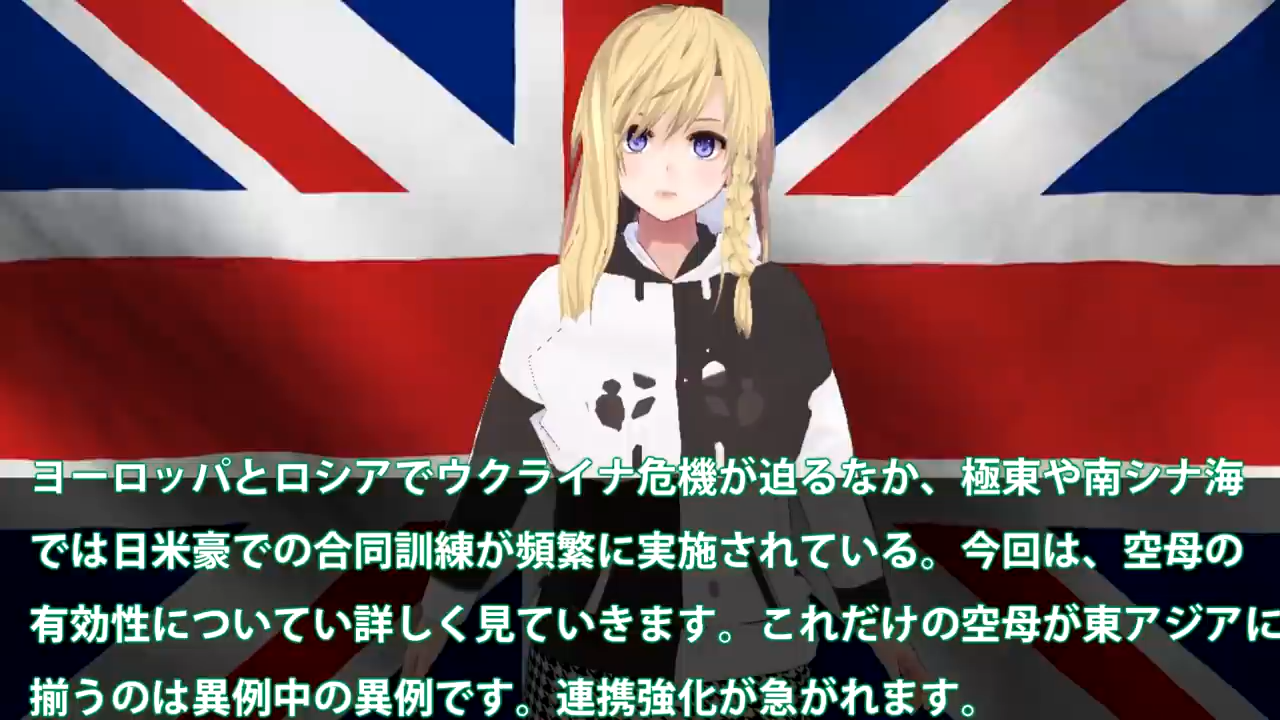 ヨーロッパとロシアでウクライナ危機が迫るなか、極東や南シナ海
では日米豪での合同訓練が頻繁に実施されている。今回は、空母の
有効性についてい詳しく見ていきます。これだけの空母が東アジアに
揃うのは異例中の異例です。連携強化が急がれます。